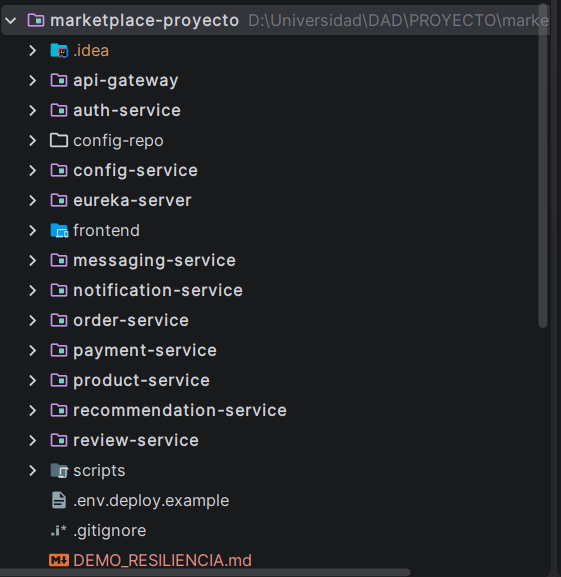 marketplace-proyecto D:\Universidad\DAD\PROYECTO\marke
.idea
api-gateway
auth-service
config-repo
config-service
eureka-server
frontend
messaging-service
notification-service
order-service
payment-service
product-service
recommendation-service
review-service
scripts
.env.deploy.example
.gitignore
DEMO_RESILIENCIA.md